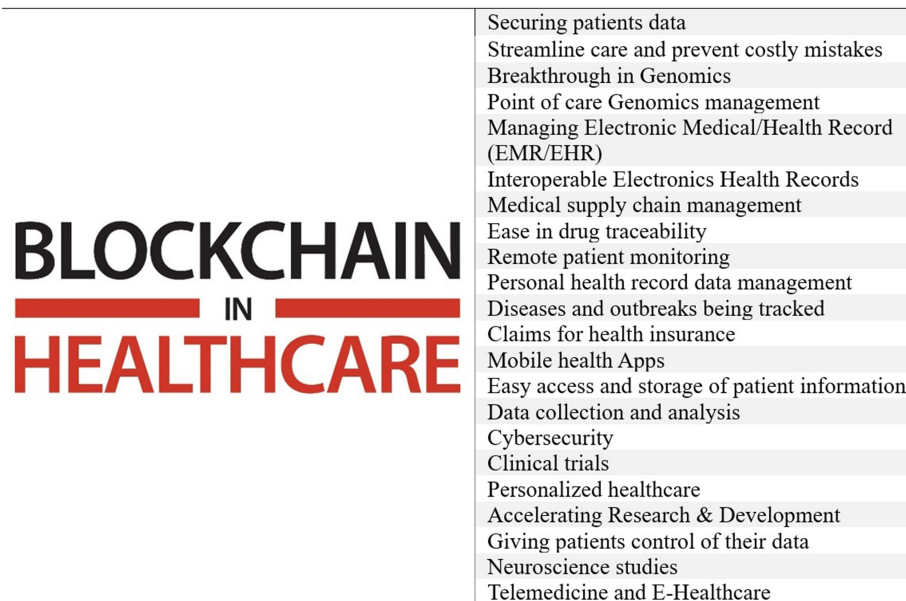 BLOCKCHAIN
IN
HEALTHCARE
Securing patients data
Streamline care and prevent costly mistakes
Breakthrough in Genomics
Point of care Genomics management
Managing Electronic Medical/Health Record
(EMR/EHR)
Interoperable Electronics Health Records
Medical supply chain management
Ease in drug traceability
Remote patient monitoring
Personal health record data management
Diseases and outbreaks being tracked
Claims for health insurance
Mobile health Apps
Easy access and storage of patient information
Data collection and analysis
Cybersecurity
Clinical trials
Personalized healthcare
Accelerating Research & Development
Giving patients control of their data
Neuroscience studies
Telemedicine and E-Healthcare